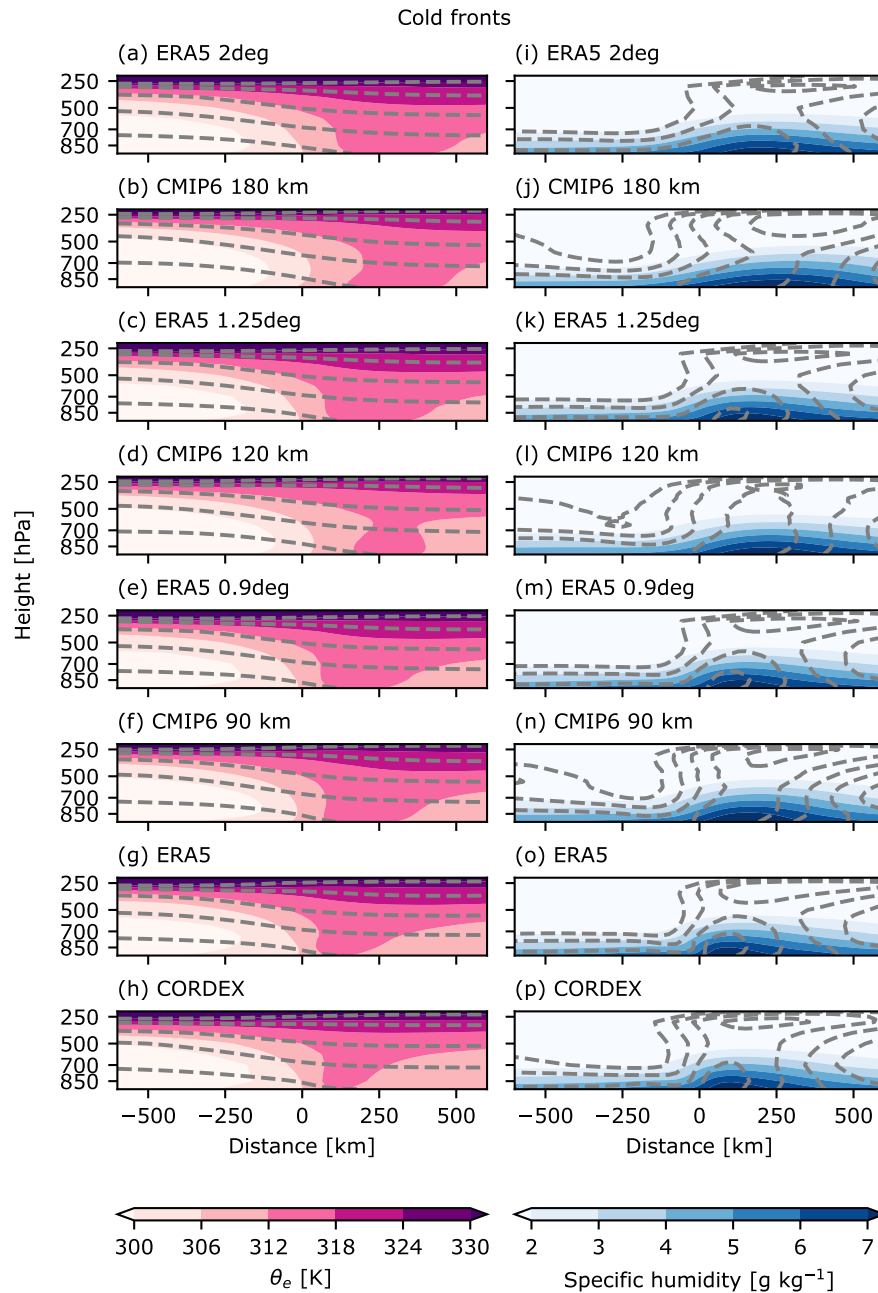 Cold fronts
(a) ERA5 2deg
(i) ERA5 2deg
250
500
700
850
(b) CMIP6 180 km
(j) CMIP6 180 km
250
500
700
850
(c) ERA5 1.25deg
(k) ERA5 1.25deg
250
500
700
850
(d) CMIP6 120 km
(l) CMIP6 120 km
250
500
700
850
Height [hPa]
(e) ERA5 0.9deg
(m) ERA5 0.9deg
250
500
700
850
(f) CMIP6 90 km
(n) CMIP6 90 km
250
500
700
850
(g) ERA5
(o) ERA5
250
500
700
850
(h) CORDEX
(p) CORDEX
250
500
700
850
−500 −250 0 250 500
−500 −250 0 250 500
Distance [km]
Distance [km]
300 306 312 318 324 330
2 3 4 5 6 7
θe [K]
Specific humidity [g kg⁻¹]